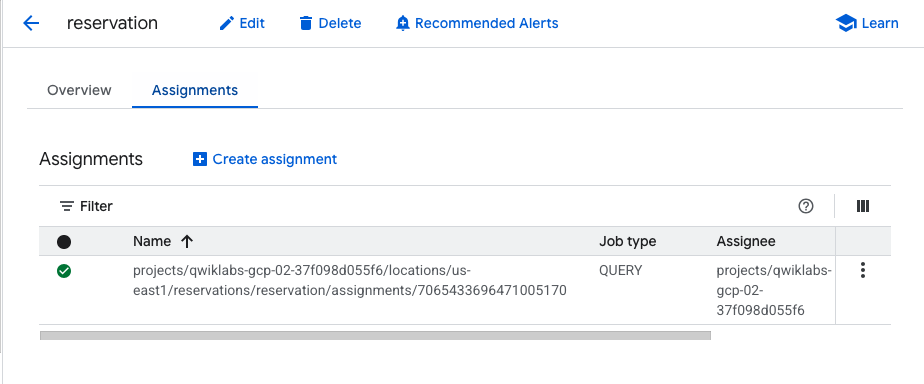 reservation Edit Delete Recommended Alerts Learn
Overview Assignments
Assignments Create assignment
Filter
Name Job type Assignee
projects/qwiklabs-gcp-02-37f098d055f6/locations/us-
east1/reservations/reservation/assignments/7065433696471005170
QUERY
projects/qwiklabs-
gcp-02-
37f098d055f6